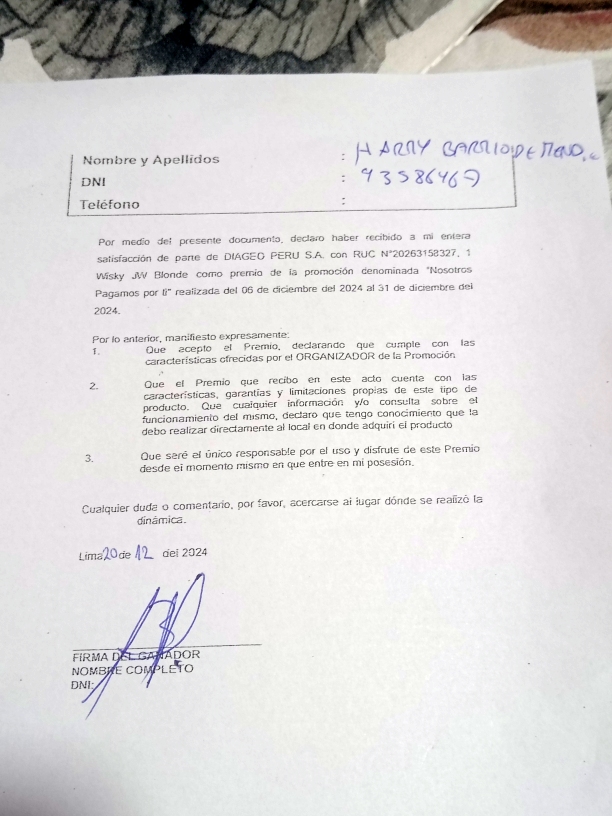 Nombre y Apellidos : HARRY BARRIO DE MEND.
DNI : 43586467
Teléfono :
Por medio del presente documento, declaro haber recibido a mi entera
satisfacción de parte de DIAGEO PERU S.A. con RUC N°20263158327, 1
Wisky JW Blonde como premio de la promoción denominada "Nosotros
Pagamos por ti" realizada del 06 de diciembre del 2024 al 31 de diciembre del
2024.
Por lo anterior, manifiesto expresamente:
1. Que acepto el Premio, declarando que cumple con las
características ofrecidas por el ORGANIZADOR de la Promoción
2. Que el Premio que recibo en este acto cuenta con las
características, garantías y limitaciones propias de este tipo de
producto. Que cualquier información y/o consulta sobre el
funcionamiento del mismo, declaro que tengo conocimiento que la
debo realizar directamente al local en donde adquirí el producto
3. Que seré el único responsable por el uso y disfrute de este Premio
desde el momento mismo en que entre en mi posesión.
Cualquier duda o comentario, por favor, acercarse al lugar dónde se realizó la
dinámica.
Lima 20 de 12 del 2024
FIRMA DEL GANADOR
NOMBRE COMPLETO
DNI: